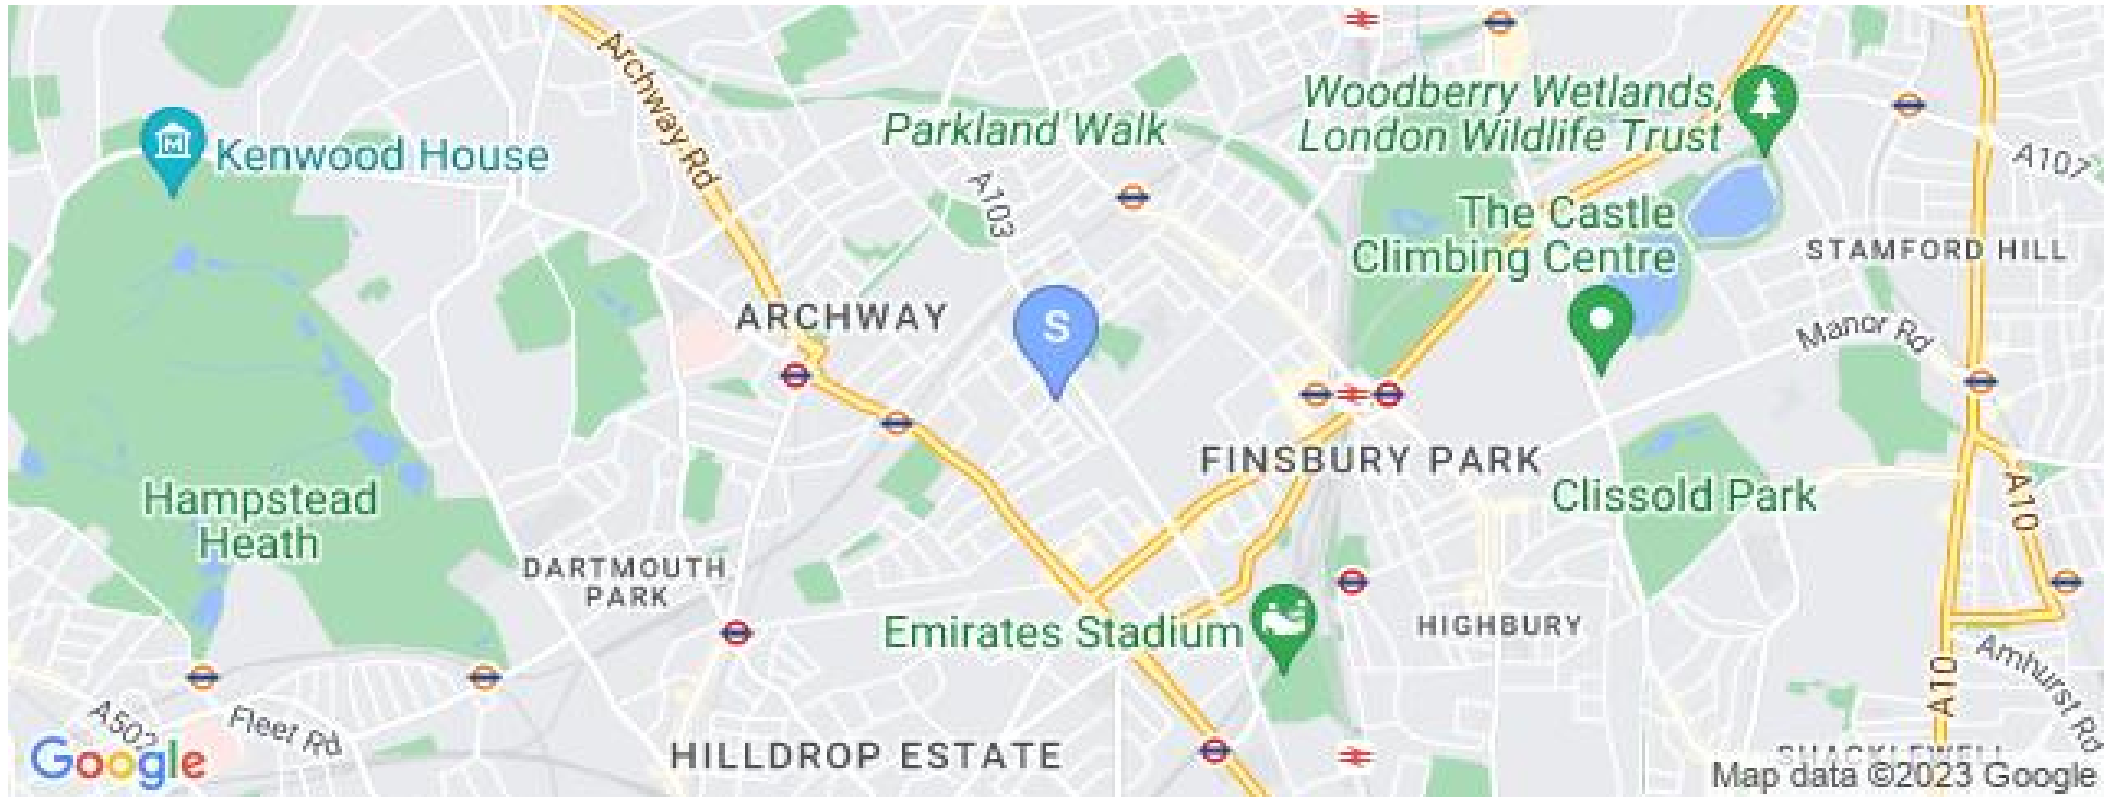 Archway Rd
Woodberry Wetlands,
London Wildlife Trust
Parkland Walk
Kenwood House
A107
A103
The Castle
Climbing Centre
STAMFORD HILL
ARCHWAY
S
Manor Rd
FINSBURY PARK
Hampstead
Heath
Clissold Park
A10
DARTMOUTH
PARK
Emirates Stadium
HIGHBURY
Amhurst Rd
A10
A502
Fleet Rd
HILLDROP ESTATE
SHACKLEWELL
Google
Map data ©2023 Google